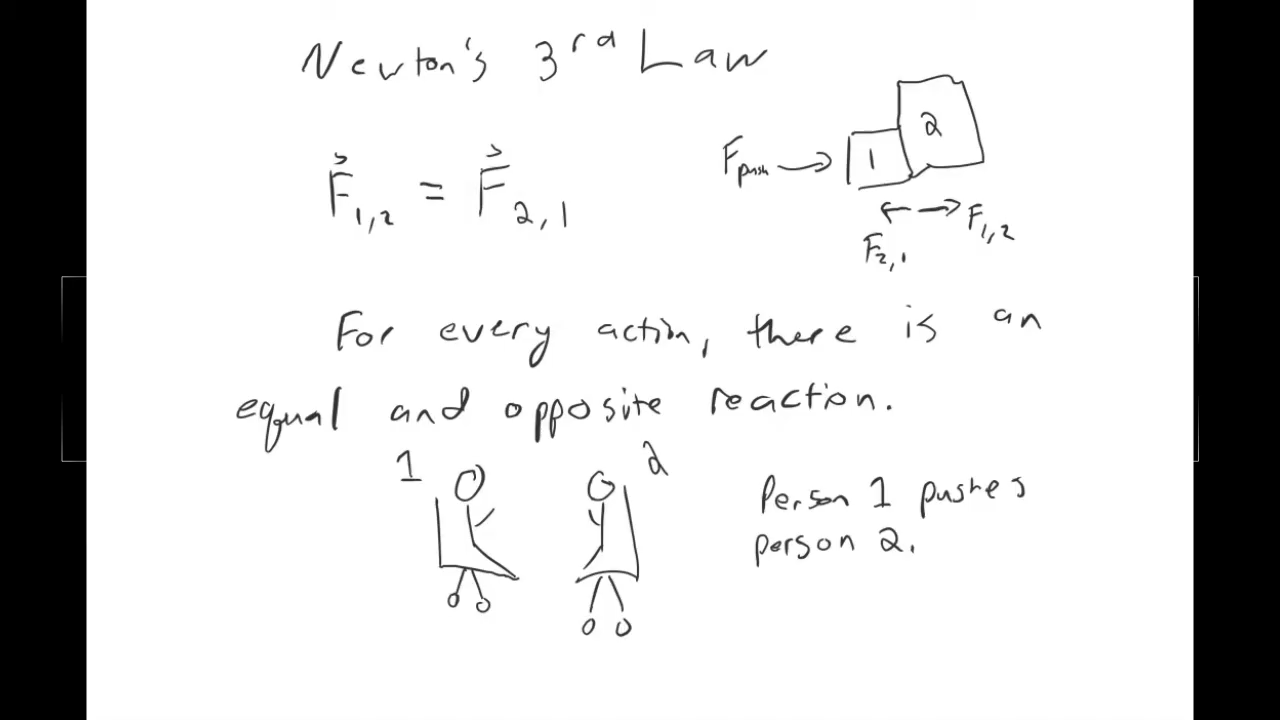 Newton's 3rd Law
F⃗1,2 = F⃗2,1
Fpush → 1 2
F2,1 ← → F1,2
For every action, there is an
equal and opposite reaction.
1 2
Person 1 pushes
person 2.